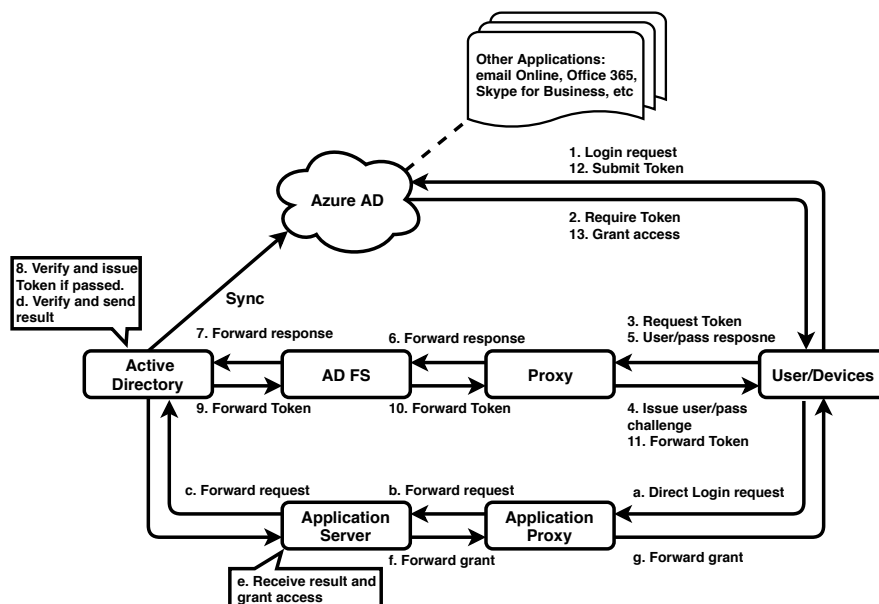 Other Applications:
email Online, Office 365,
Skype for Business, etc
1. Login request
12. Submit Token
Azure AD
2. Require Token
13. Grant access
8. Verify and issue
Token if passed.
d. Verify and send
result
Sync
7. Forward response
6. Forward response
3. Request Token
5. User/pass resposne
Active
Directory
AD FS
Proxy
User/Devices
9. Forward Token
10. Forward Token
4. Issue user/pass
challenge
11. Forward Token
c. Forward request
b. Forward request
a. Direct Login request
Application
Server
Application
Proxy
f. Forward grant
g. Forward grant
e. Receive result and
grant access